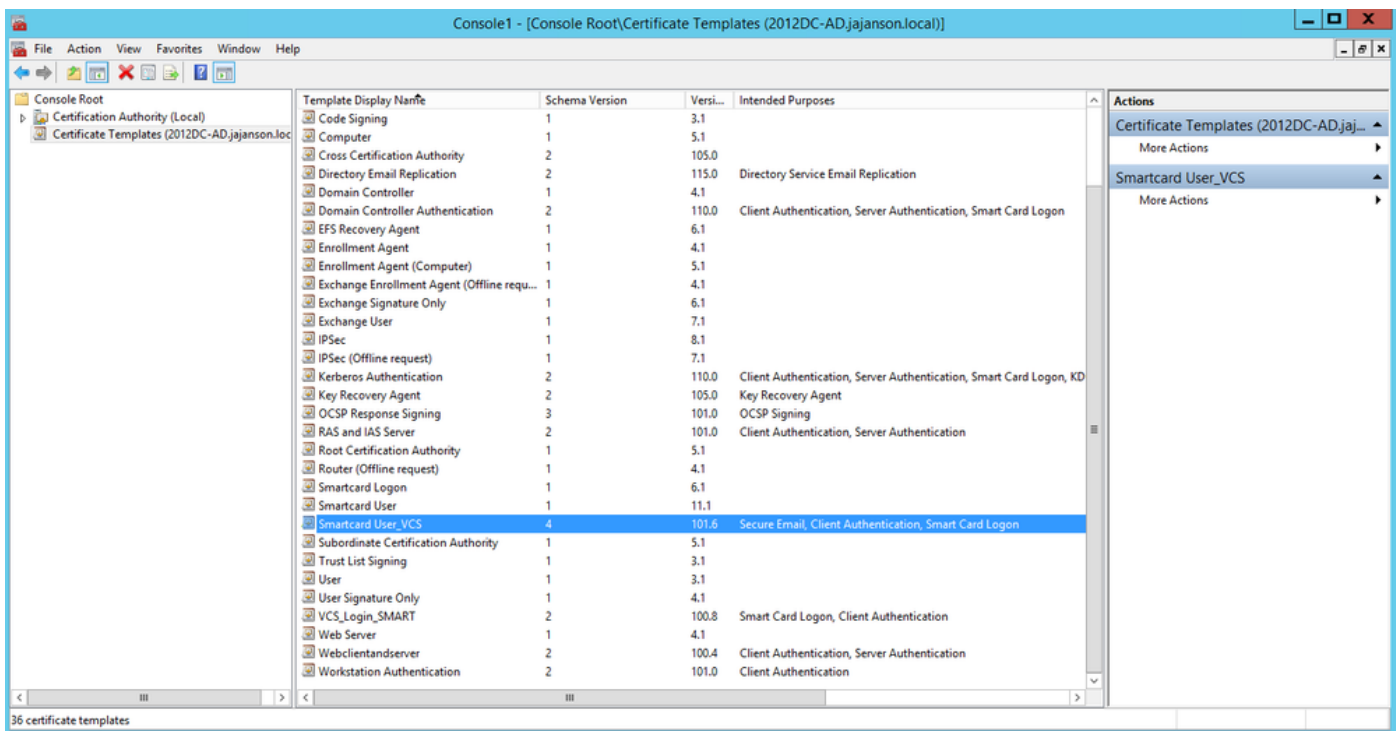 Console1 - [Console Root\Certificate Templates (2012DC-AD.jajanson.local)]
File Action View Favorites Window Help
Console Root
Certification Authority (Local)
Certificate Templates (2012DC-AD.jajanson.loc
Template Display Name Schema Version Versi... Intended Purposes
Code Signing 1 3.1
Computer 1 5.1
Cross Certification Authority 2 105.0
Directory Email Replication 2 115.0 Directory Service Email Replication
Domain Controller 1 4.1
Domain Controller Authentication 2 110.0 Client Authentication, Server Authentication, Smart Card Logon
EFS Recovery Agent 1 6.1
Enrollment Agent 1 4.1
Enrollment Agent (Computer) 1 5.1
Exchange Enrollment Agent (Offline requ... 1 4.1
Exchange Signature Only 1 6.1
Exchange User 1 7.1
IPSec 1 8.1
IPSec (Offline request) 1 7.1
Kerberos Authentication 2 110.0 Client Authentication, Server Authentication, Smart Card Logon, KD
Key Recovery Agent 2 105.0 Key Recovery Agent
OCSP Response Signing 3 101.0 OCSP Signing
RAS and IAS Server 2 101.0 Client Authentication, Server Authentication
Root Certification Authority 1 5.1
Router (Offline request) 1 4.1
Smartcard Logon 1 6.1
Smartcard User 1 11.1
Smartcard User_VCS 4 101.6 Secure Email, Client Authentication, Smart Card Logon
Subordinate Certification Authority 1 5.1
Trust List Signing 1 3.1
User 1 3.1
User Signature Only 1 4.1
VCS_Login_SMART 2 100.8 Smart Card Logon, Client Authentication
Web Server 1 4.1
Webclientandserver 2 100.4 Client Authentication, Server Authentication
Workstation Authentication 2 101.0 Client Authentication
Actions
Certificate Templates (2012DC-AD.jaj...
More Actions
Smartcard User_VCS
More Actions
36 certificate templates